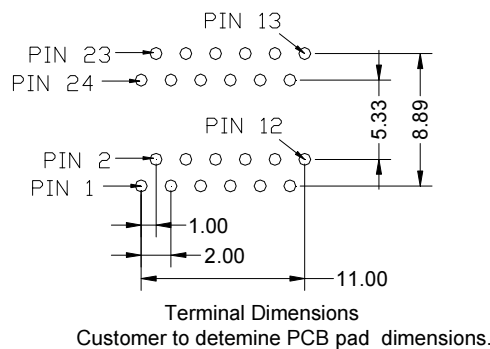 PIN 13
PIN 23
PIN 24
5.33
8.89
PIN 12
PIN 2
PIN 1
1.00
2.00
11.00
Terminal Dimensions
Customer to detemine PCB pad dimensions.